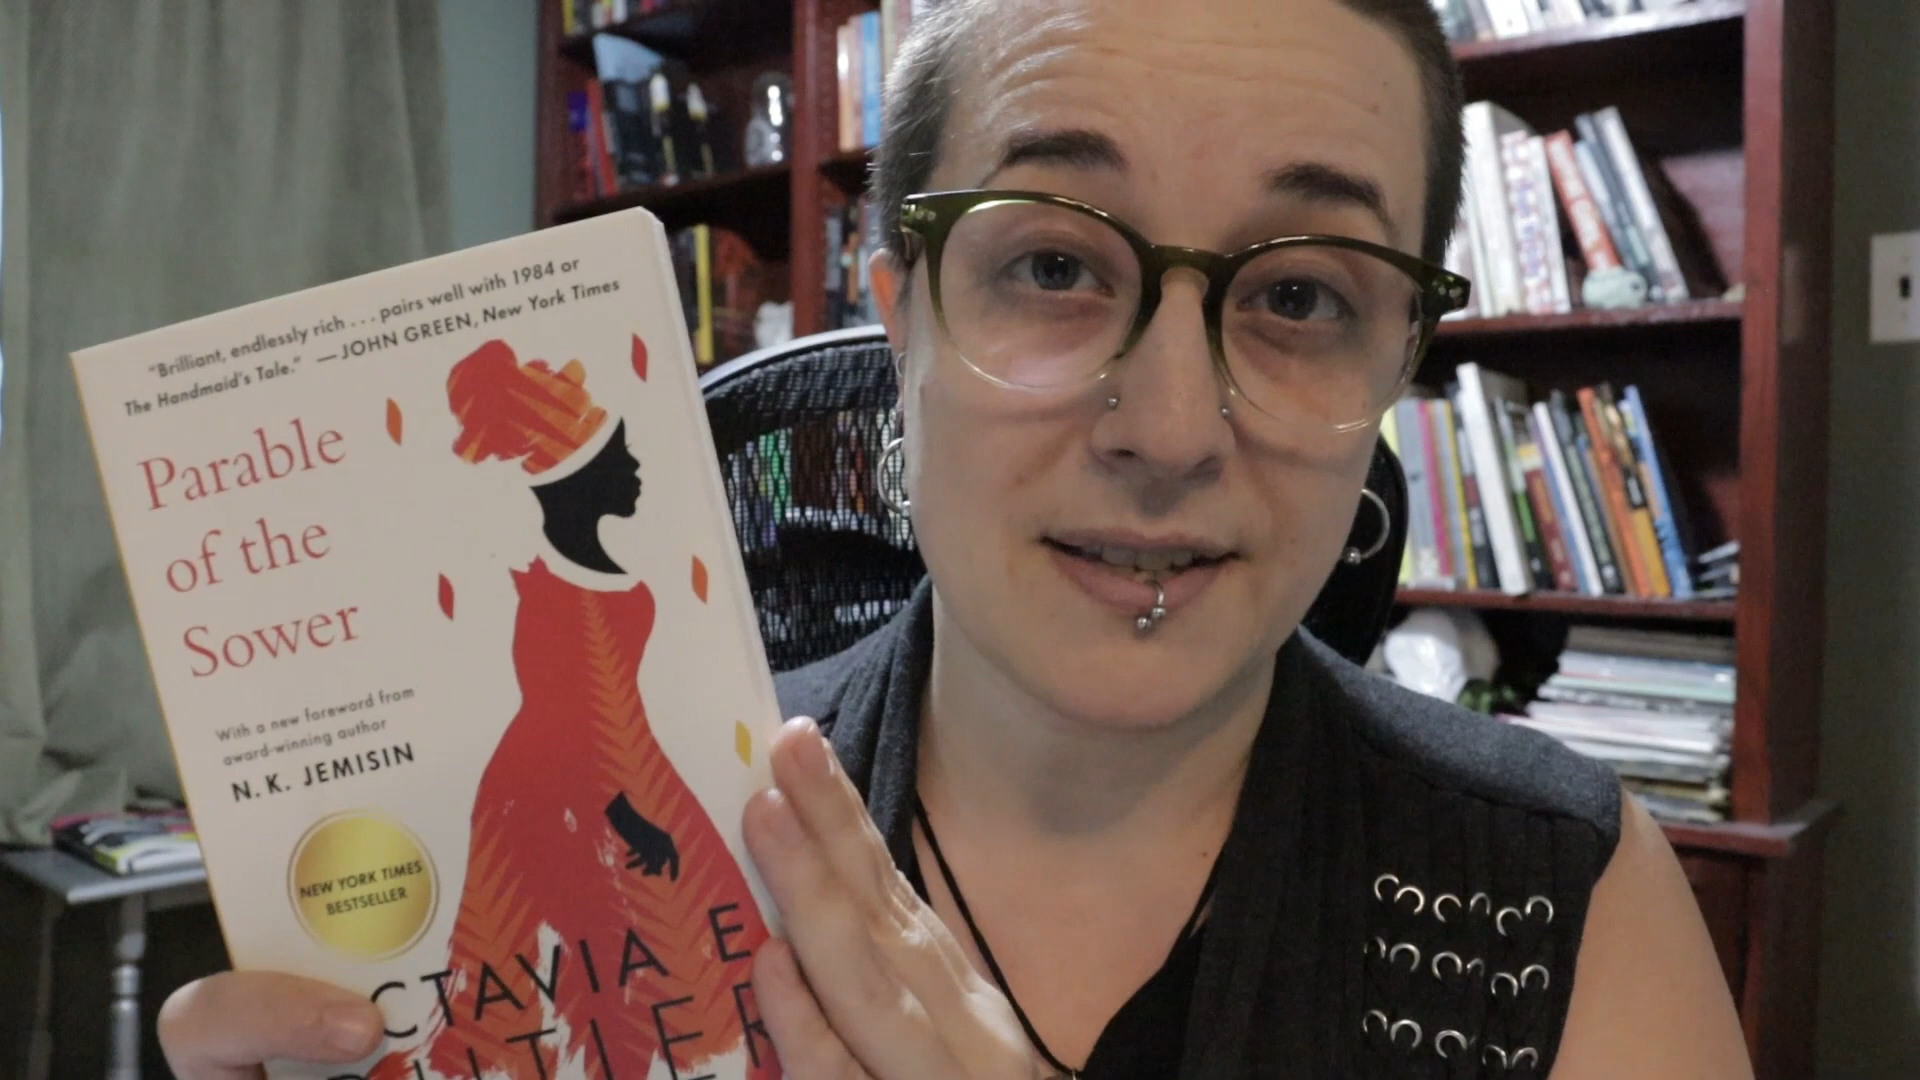 "Brilliant, endlessly rich . . . pairs well with 1984 or
The Handmaid's Tale." —JOHN GREEN, New York Times
Parable
of the
Sower
With a new foreword from
award-winning author
N. K. JEMISIN
NEW YORK TIMES
BESTSELLER
CTAVIA E